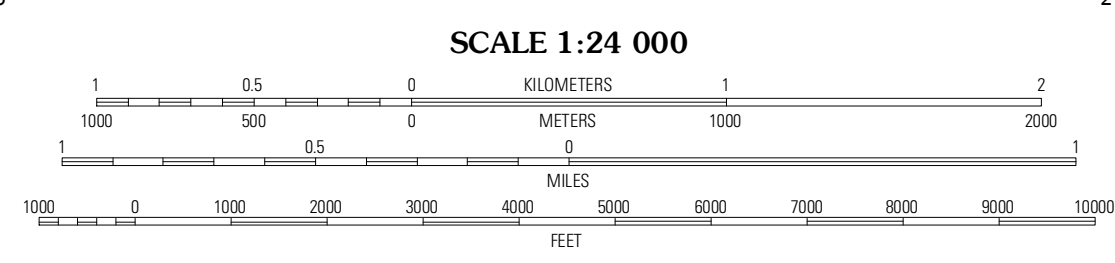 SCALE 1:24 000
1 0.5 0 KILOMETERS 1 2
1000 500 0 METERS 1000 2000
1 0.5 0 1
MILES
1000 0 1000 2000 3000 4000 5000 6000 7000 8000 9000 10000
FEET